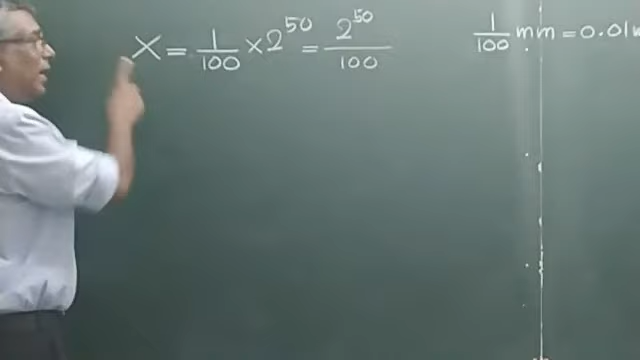 X = 1/100 × 2^50 = 2^50/100
1/100 mm = 0.01